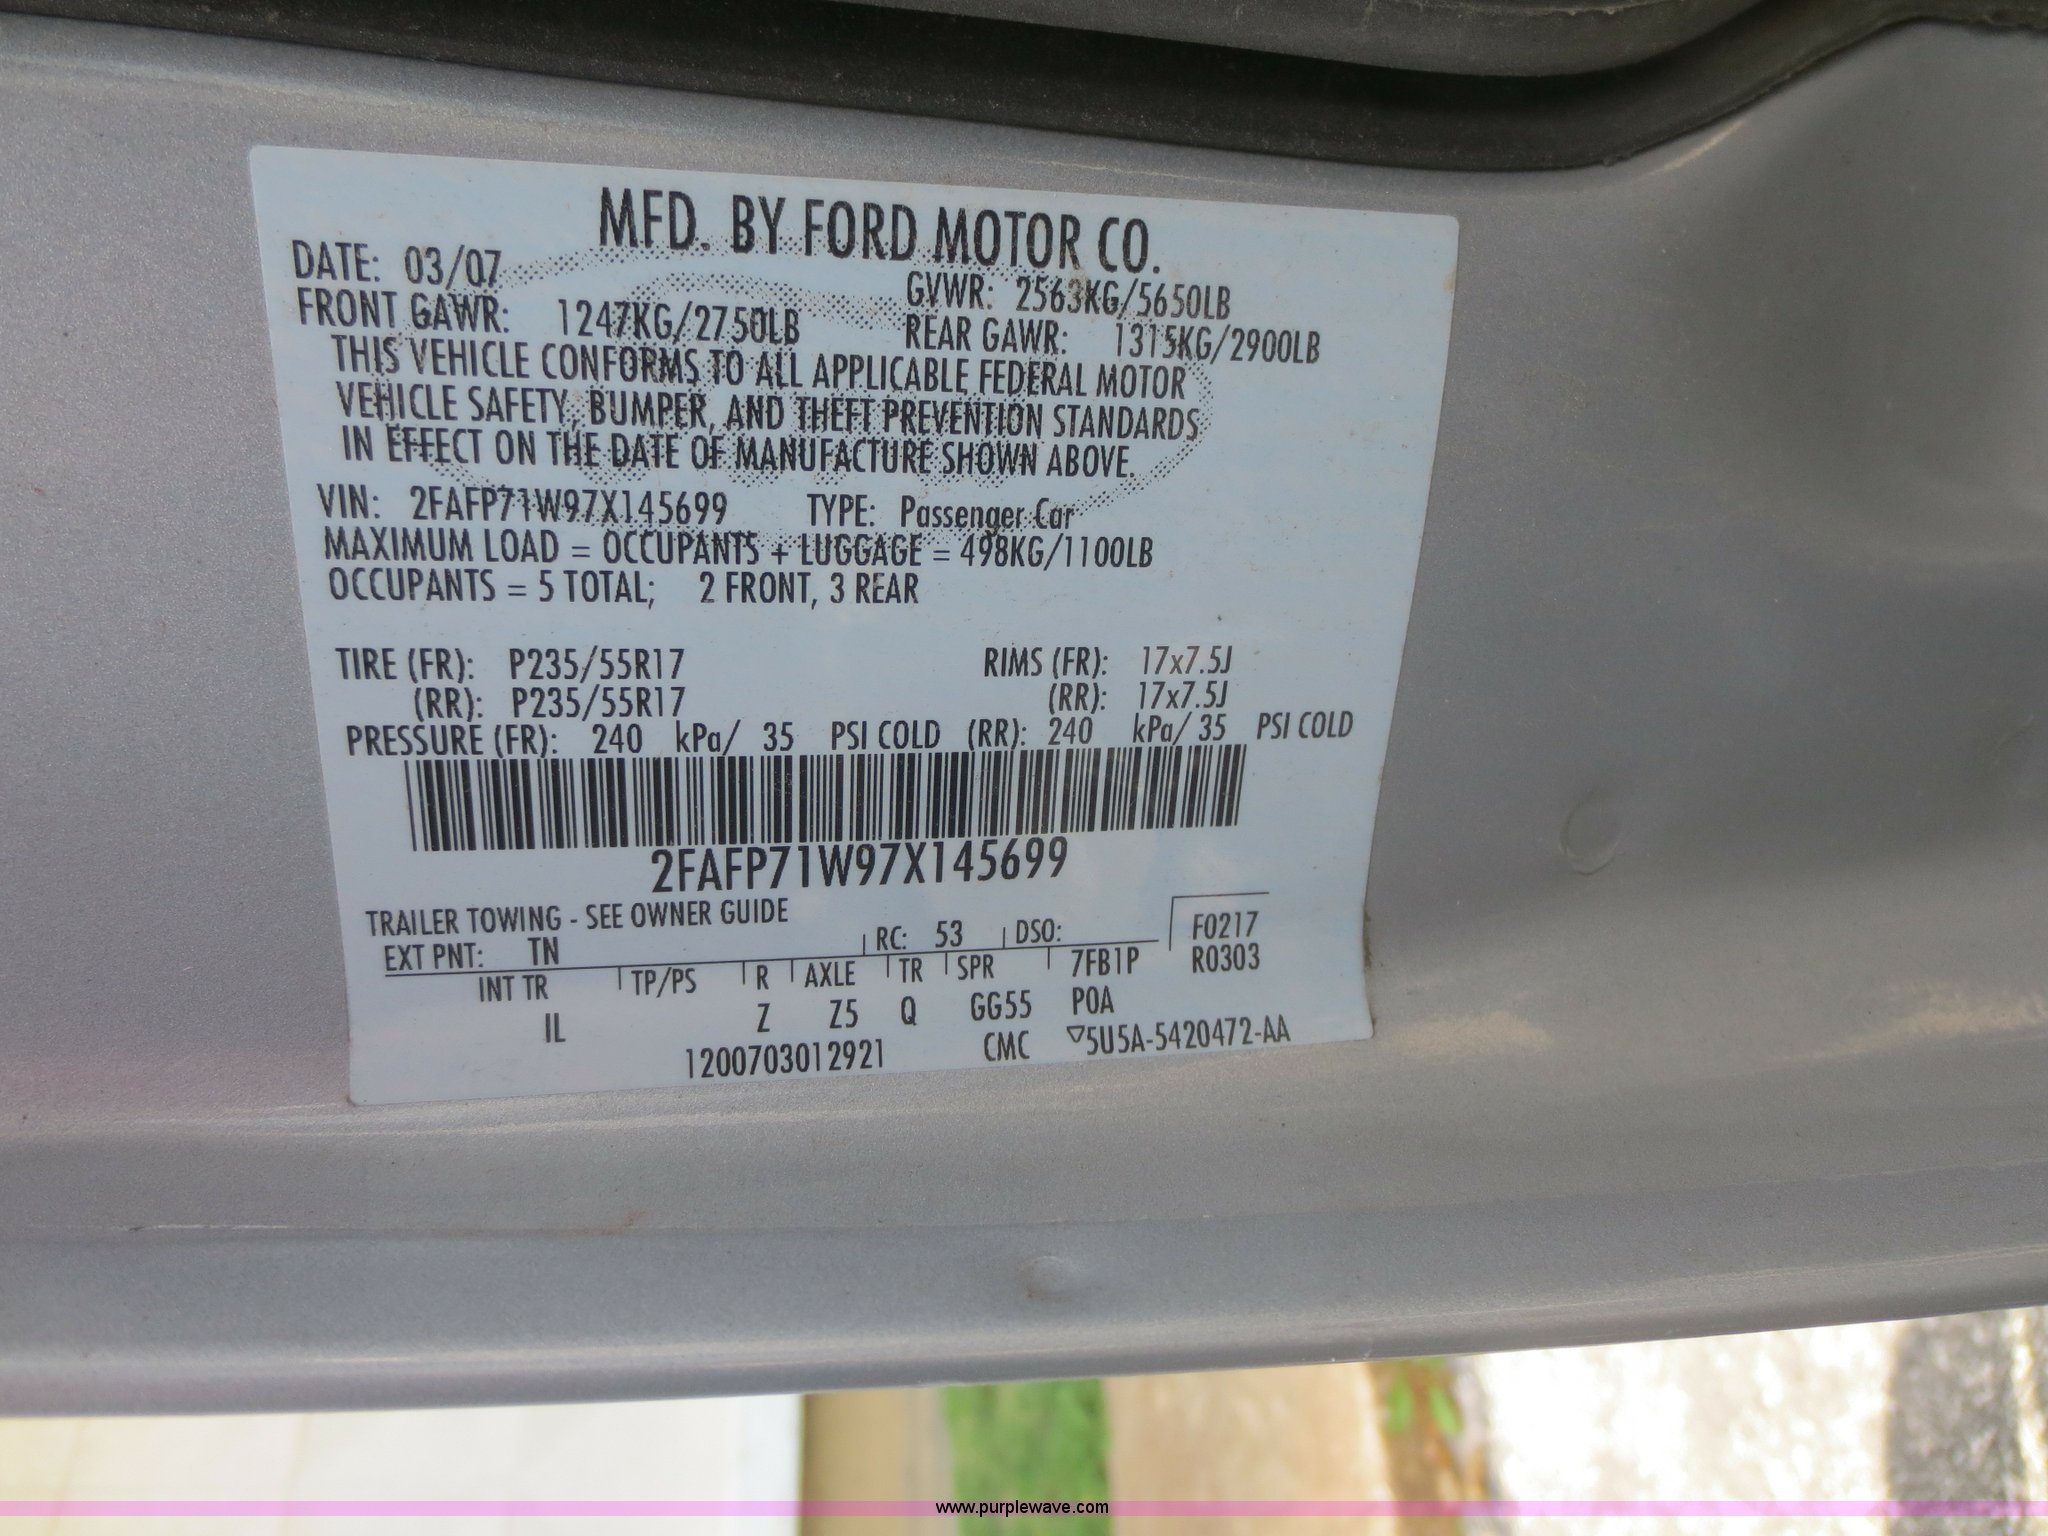 MFD. BY FORD MOTOR CO.
DATE: 03/07 GVWR: 2563KG/5650LB
FRONT GAWR: 1247KG/2750LB REAR GAWR: 1315KG/2900LB
THIS VEHICLE CONFORMS TO ALL APPLICABLE FEDERAL MOTOR
VEHICLE SAFETY, BUMPER, AND THEFT PREVENTION STANDARDS
IN EFFECT ON THE DATE OF MANUFACTURE SHOWN ABOVE.
VIN: 2FAFP71W97X145699 TYPE: Passenger Car
MAXIMUM LOAD = OCCUPANTS + LUGGAGE = 498KG/1100LB
OCCUPANTS = 5 TOTAL; 2 FRONT, 3 REAR
TIRE (FR): P235/55R17 RIMS (FR): 17x7.5J
(RR): P235/55R17 (RR): 17x7.5J
PRESSURE (FR): 240 kPa/ 35 PSI COLD (RR): 240 kPa/ 35 PSI COLD
2FAFP71W97X145699
TRAILER TOWING - SEE OWNER GUIDE
EXT PNT: TN RC: 53 DSO: F0217
INT TR TP/PS R AXLE TR SPR 7FB1P R0303
IL Z Z5 Q GG55 POA
1200703012921 CMC ▽5U5A-5420472-AA
www.purplewave.com